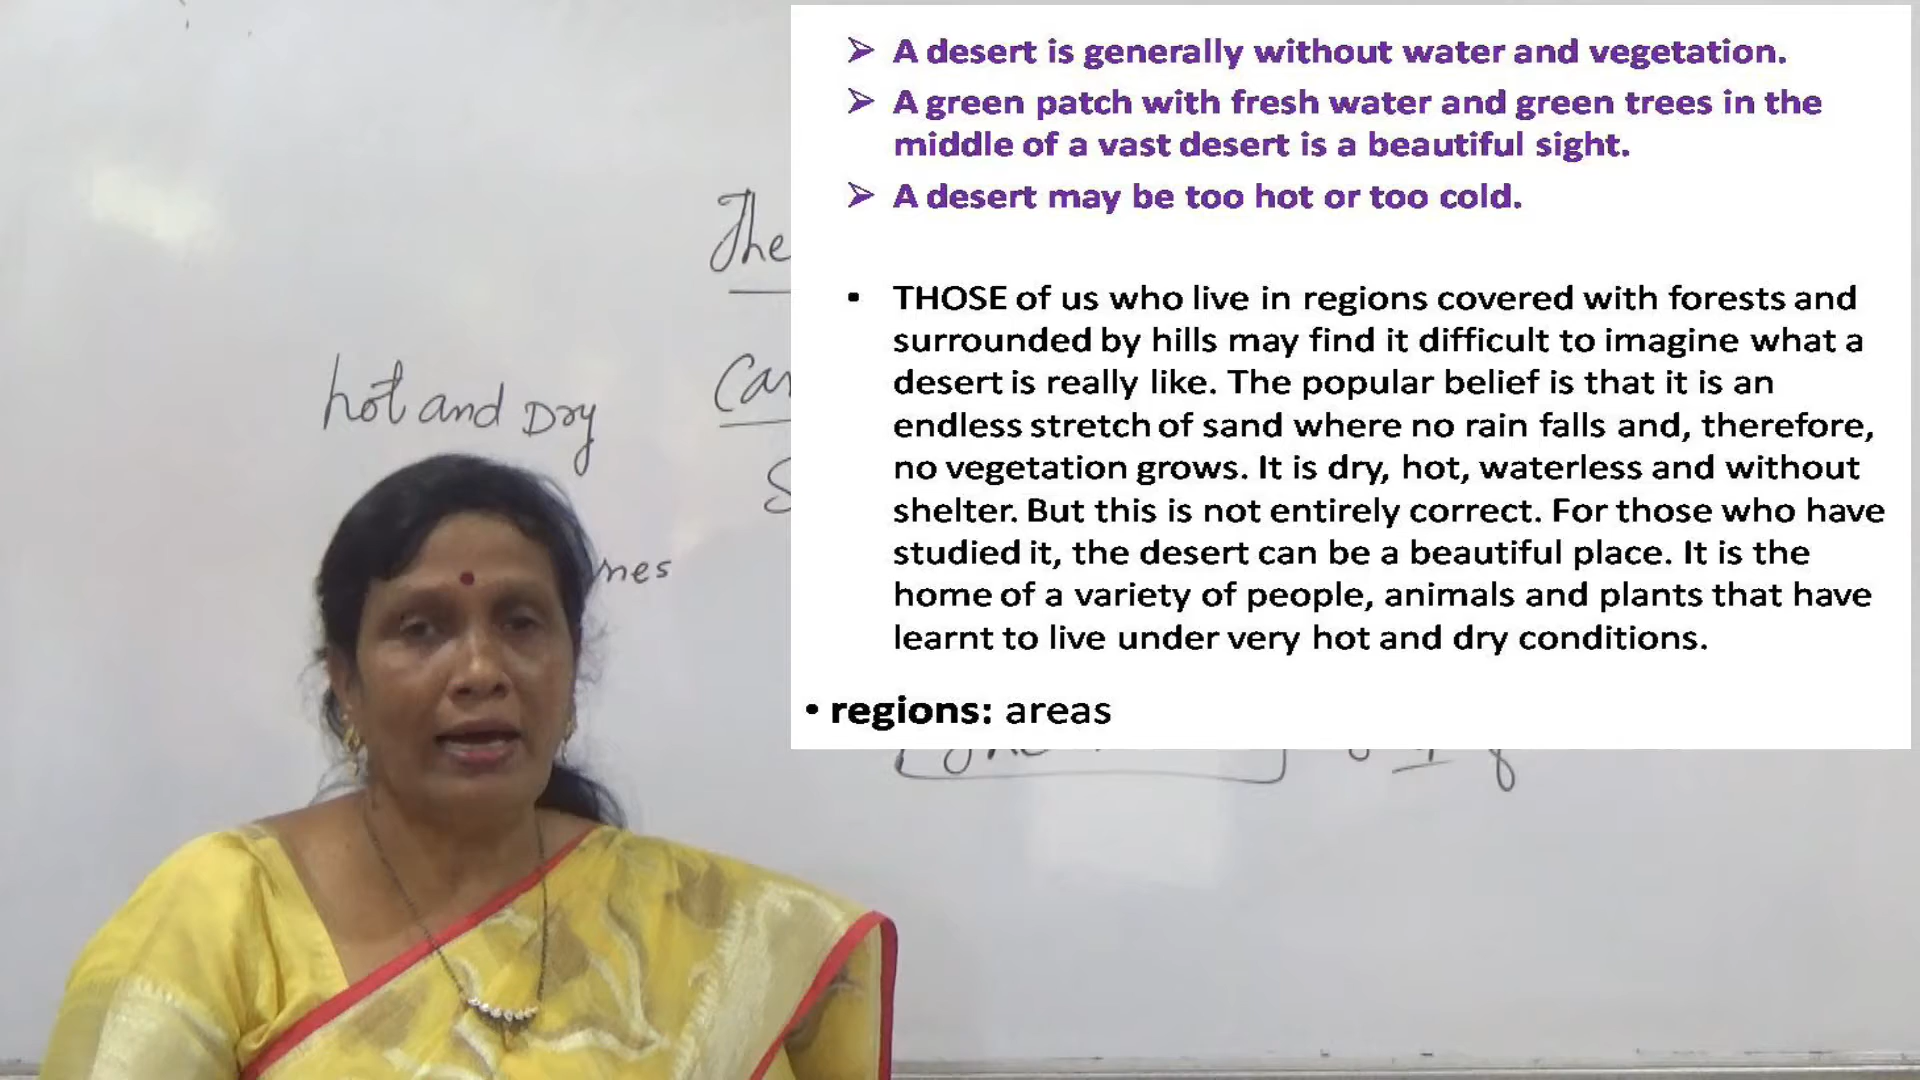 ➢ A desert is generally without water and vegetation.
➢ A green patch with fresh water and green trees in the
middle of a vast desert is a beautiful sight.
➢ A desert may be too hot or too cold.
• THOSE of us who live in regions covered with forests and
surrounded by hills may find it difficult to imagine what a
desert is really like. The popular belief is that it is an
endless stretch of sand where no rain falls and, therefore,
no vegetation grows. It is dry, hot, waterless and without
shelter. But this is not entirely correct. For those who have
studied it, the desert can be a beautiful place. It is the
home of a variety of people, animals and plants that have
learnt to live under very hot and dry conditions.
• regions: areas
The
hot and Dry